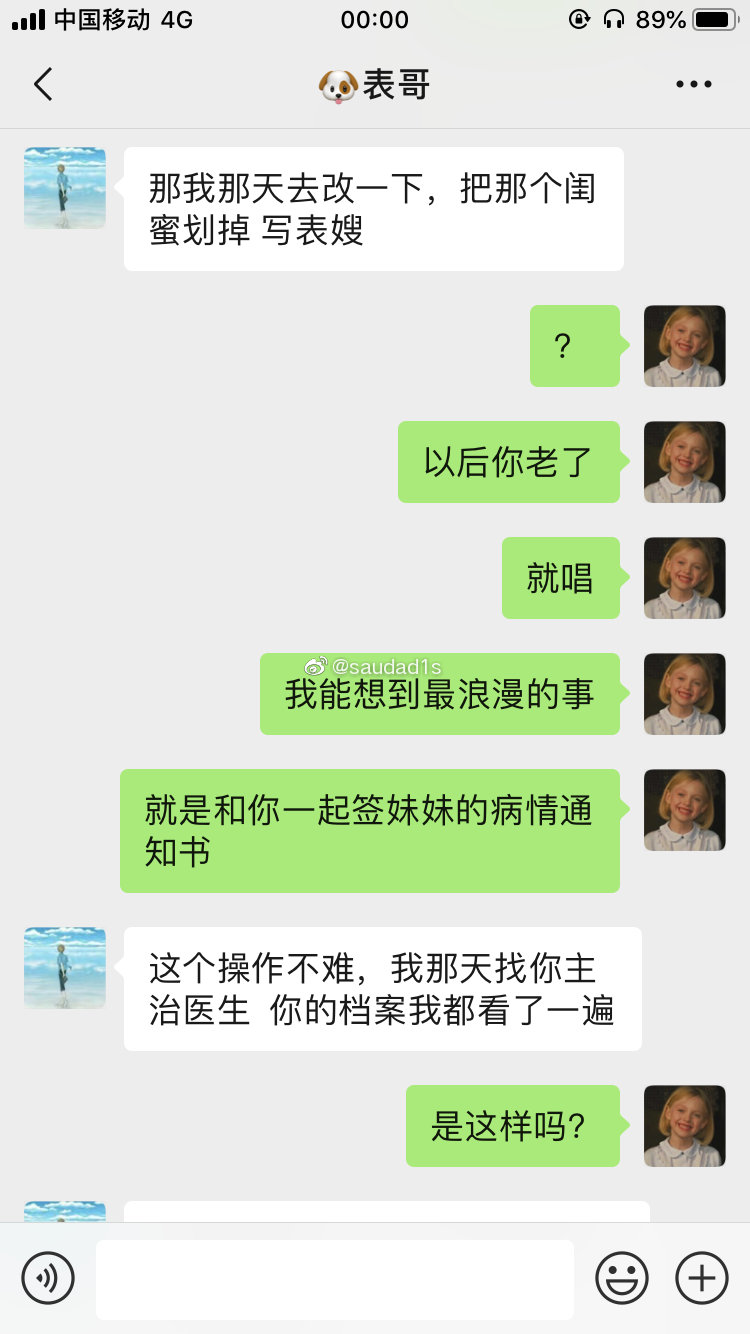 中国移动 4G 00:00 89%
🐶表哥
那我那天去改一下，把那个闺
蜜划掉 写表嫂
?
以后你老了
就唱
@saudad1s
我能想到最浪漫的事
就是和你一起签妹妹的病情通
知书
这个操作不难，我那天找你主
治医生 你的档案我都看了一遍
是这样吗?